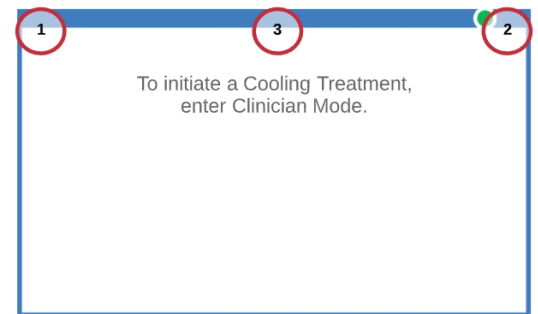 1
3
2
To initiate a Cooling Treatment,
enter Clinician Mode.